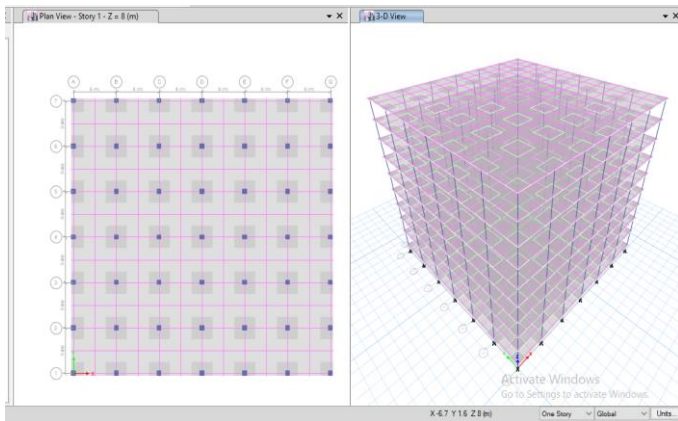 Plan View - Story 1 - Z = 8 (m)
3-D View
A B C D E F G
7
6
5
4
3
2
1
X
Activate Windows
Go to Settings to activate Windows.
X -6.7 Y 1.6 Z 8 (m)
One Story
Global
Units...